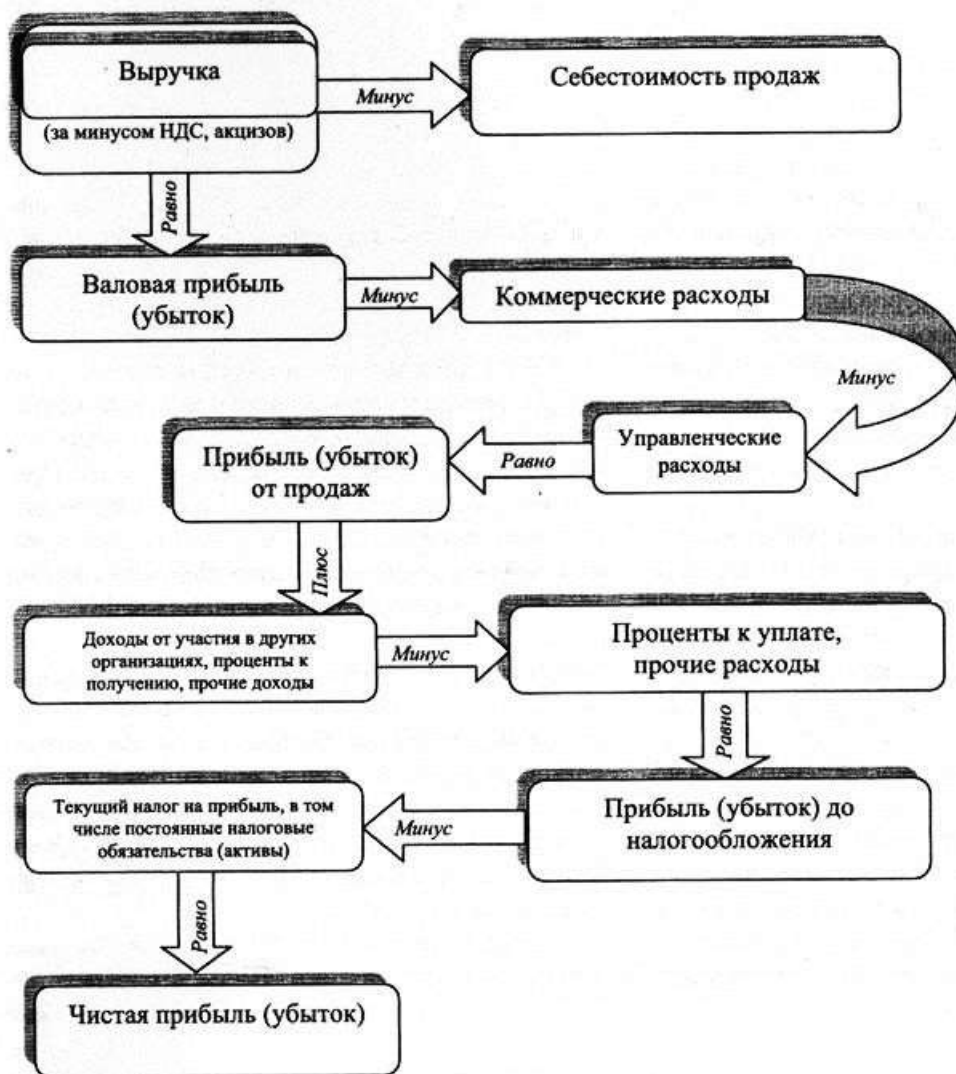 Выручка
(за минусом НДС, акцизов)
Минус
Себестоимость продаж
Равно
Валовая прибыль
(убыток)
Минус
Коммерческие расходы
Минус
Управленческие
расходы
Равно
Прибыль (убыток)
от продаж
Плюс
Доходы от участия в других
организациях, проценты к
получению, прочие доходы
Минус
Проценты к уплате,
прочие расходы
Равно
Прибыль (убыток) до
налогообложения
Минус
Текущий налог на прибыль, в том
числе постоянные налоговые
обязательства (активы)
Равно
Чистая прибыль (убыток)